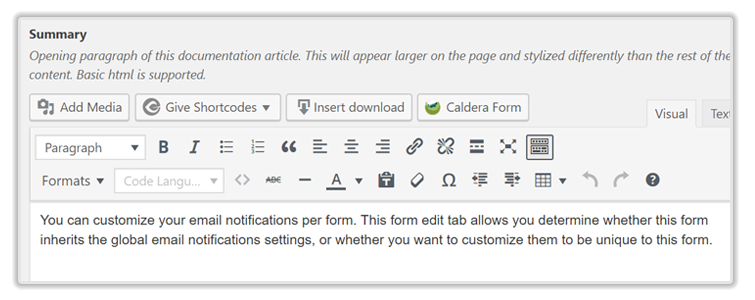 Summary
Opening paragraph of this documentation article. This will appear larger on the page and stylized differently than the rest of the
content. Basic html is supported.
Add Media Give Shortcodes Insert download Caldera Form
Visual Text
Paragraph B I
Formats Code Langu... ABC A Ω
You can customize your email notifications per form. This form edit tab allows you determine whether this form
inherits the global email notifications settings, or whether you want to customize them to be unique to this form.